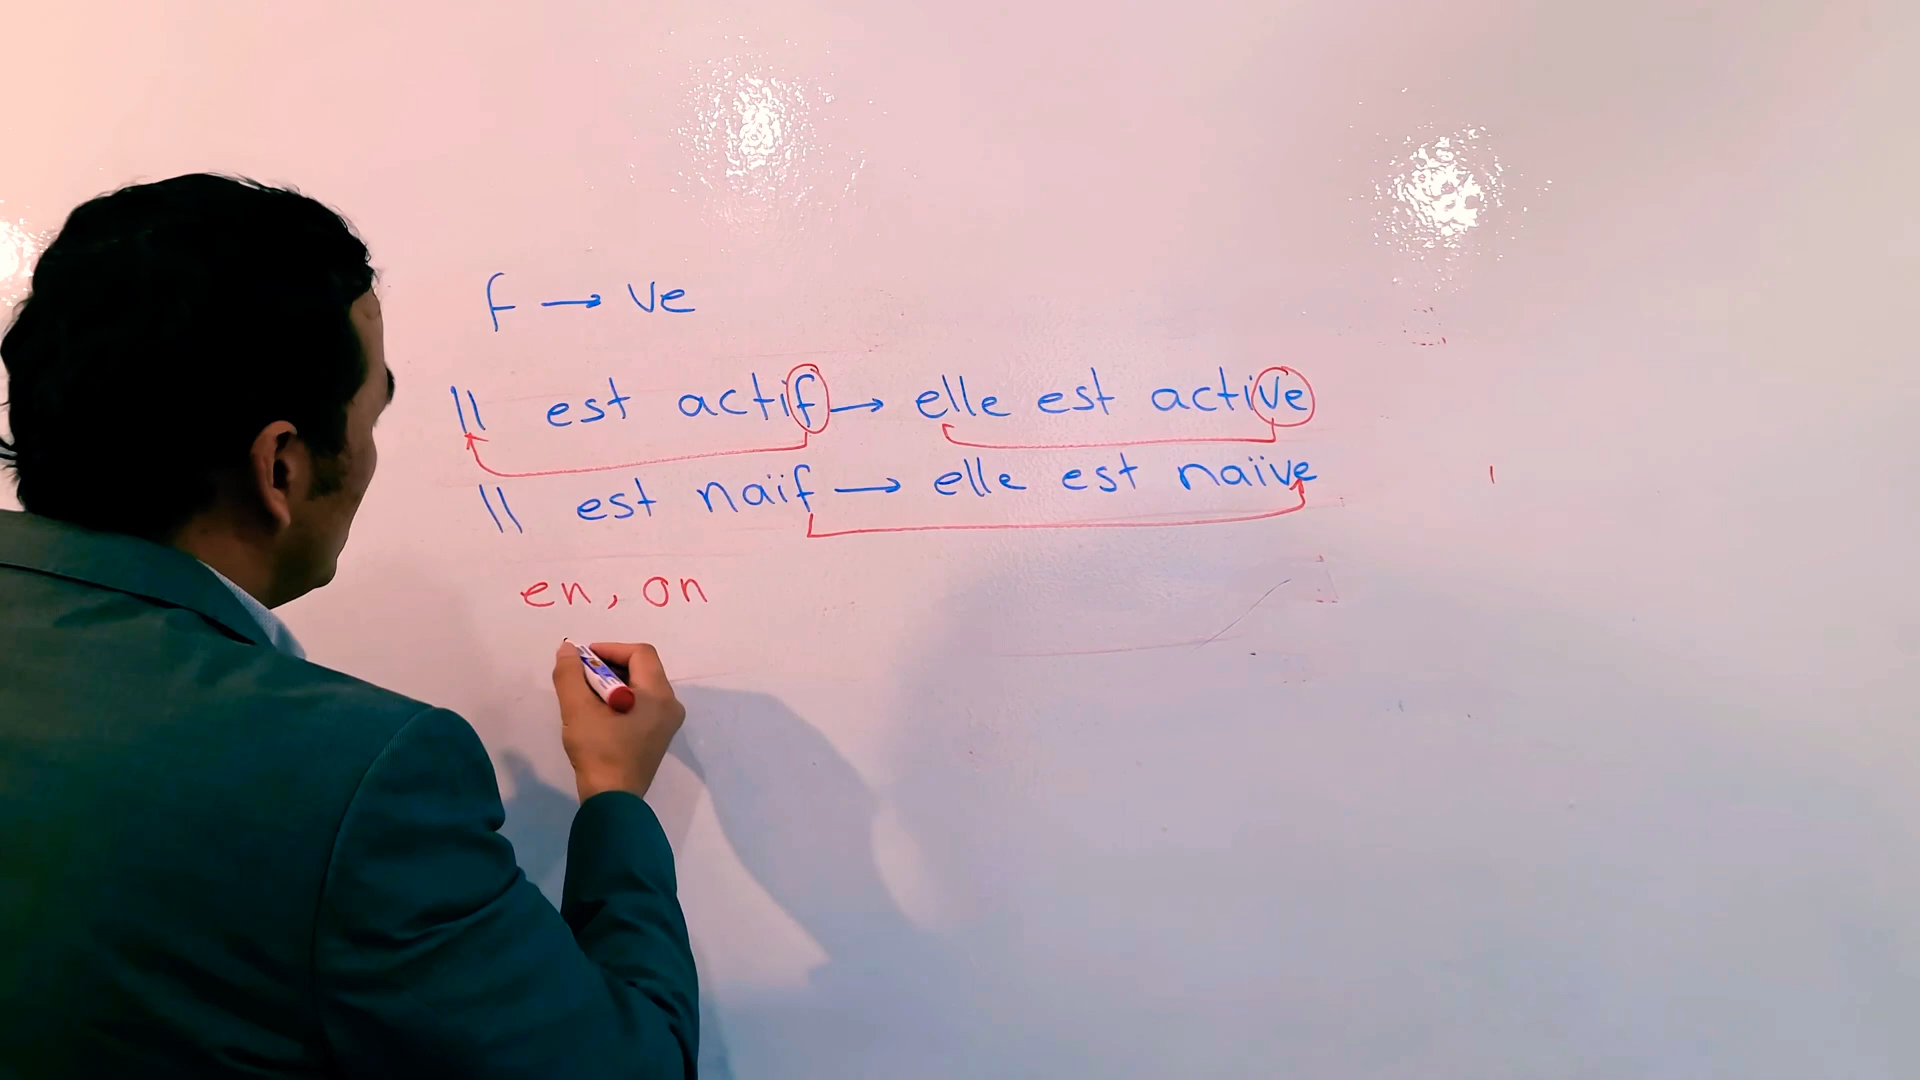 f → ve
Il est actif → elle est active
Il est naïf → elle est naïve
en, on